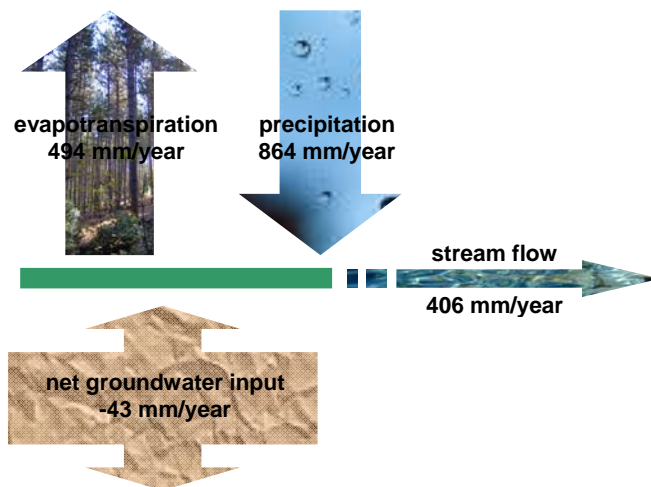 evapotranspiration
494 mm/year
precipitation
864 mm/year
stream flow
406 mm/year
net groundwater input
-43 mm/year